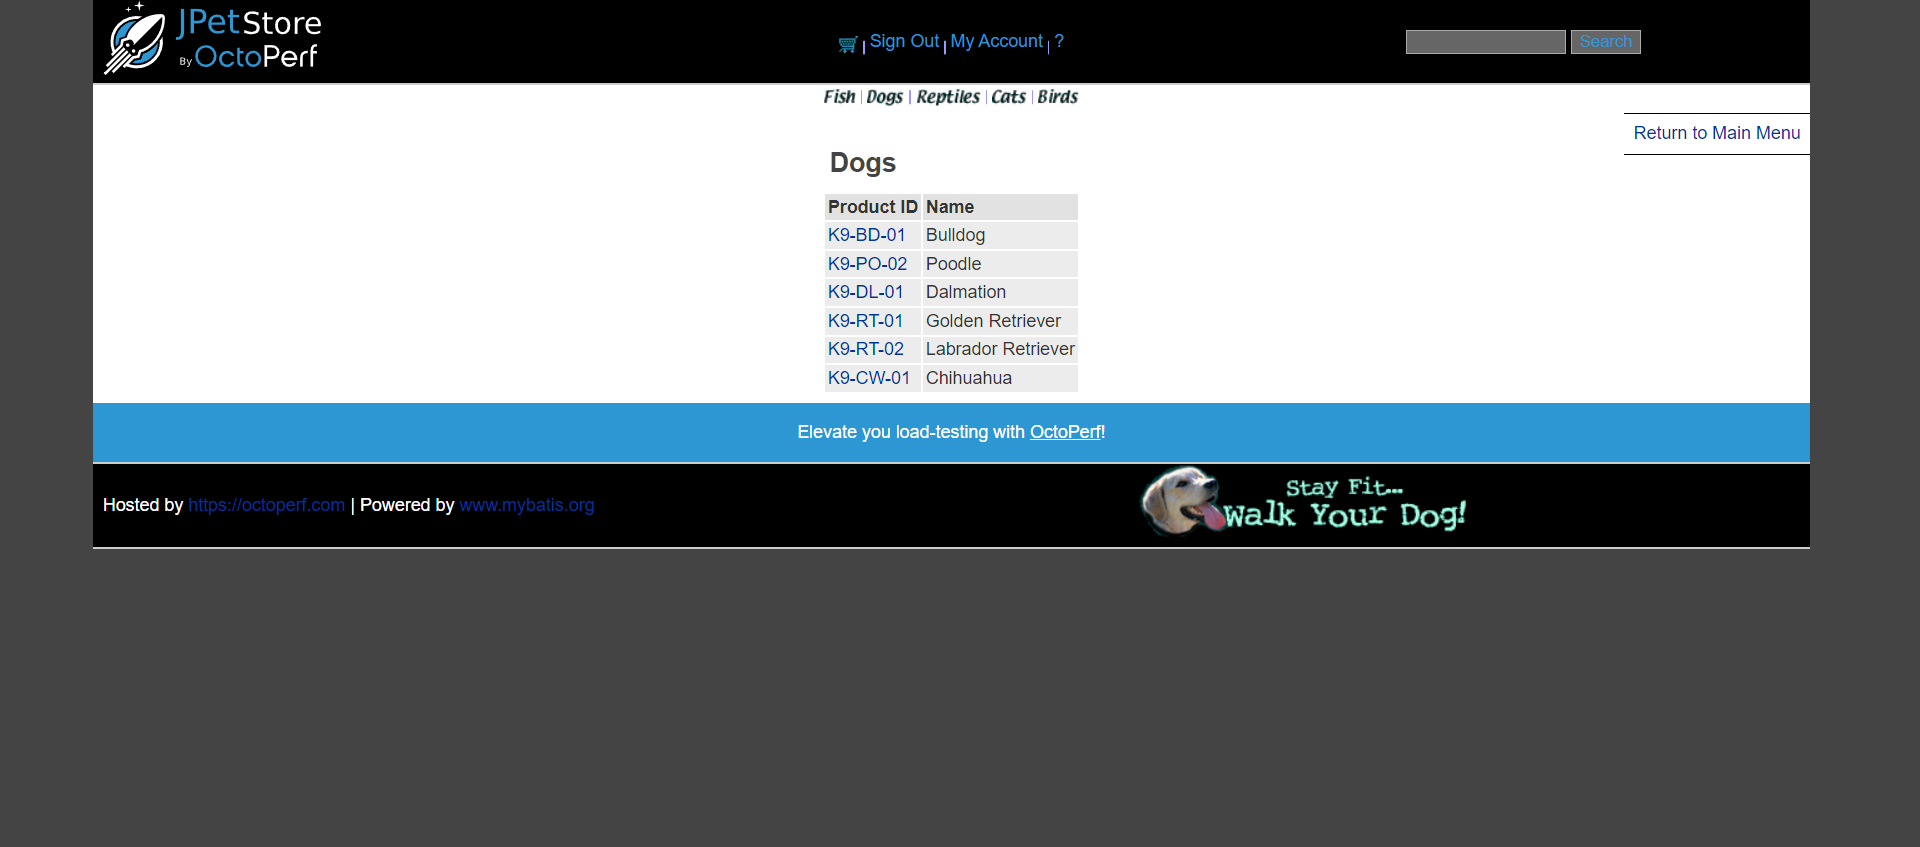 JPetStore
By OctoPerf
Sign Out | My Account | ?
Search
Fish | Dogs | Reptiles | Cats | Birds
Return to Main Menu
Dogs
Product ID Name
K9-BD-01 Bulldog
K9-PO-02 Poodle
K9-DL-01 Dalmation
K9-RT-01 Golden Retriever
K9-RT-02 Labrador Retriever
K9-CW-01 Chihuahua
Elevate you load-testing with OctoPerf!
Hosted by https://octoperf.com | Powered by www.mybatis.org
Stay Fit...
Walk Your Dog!